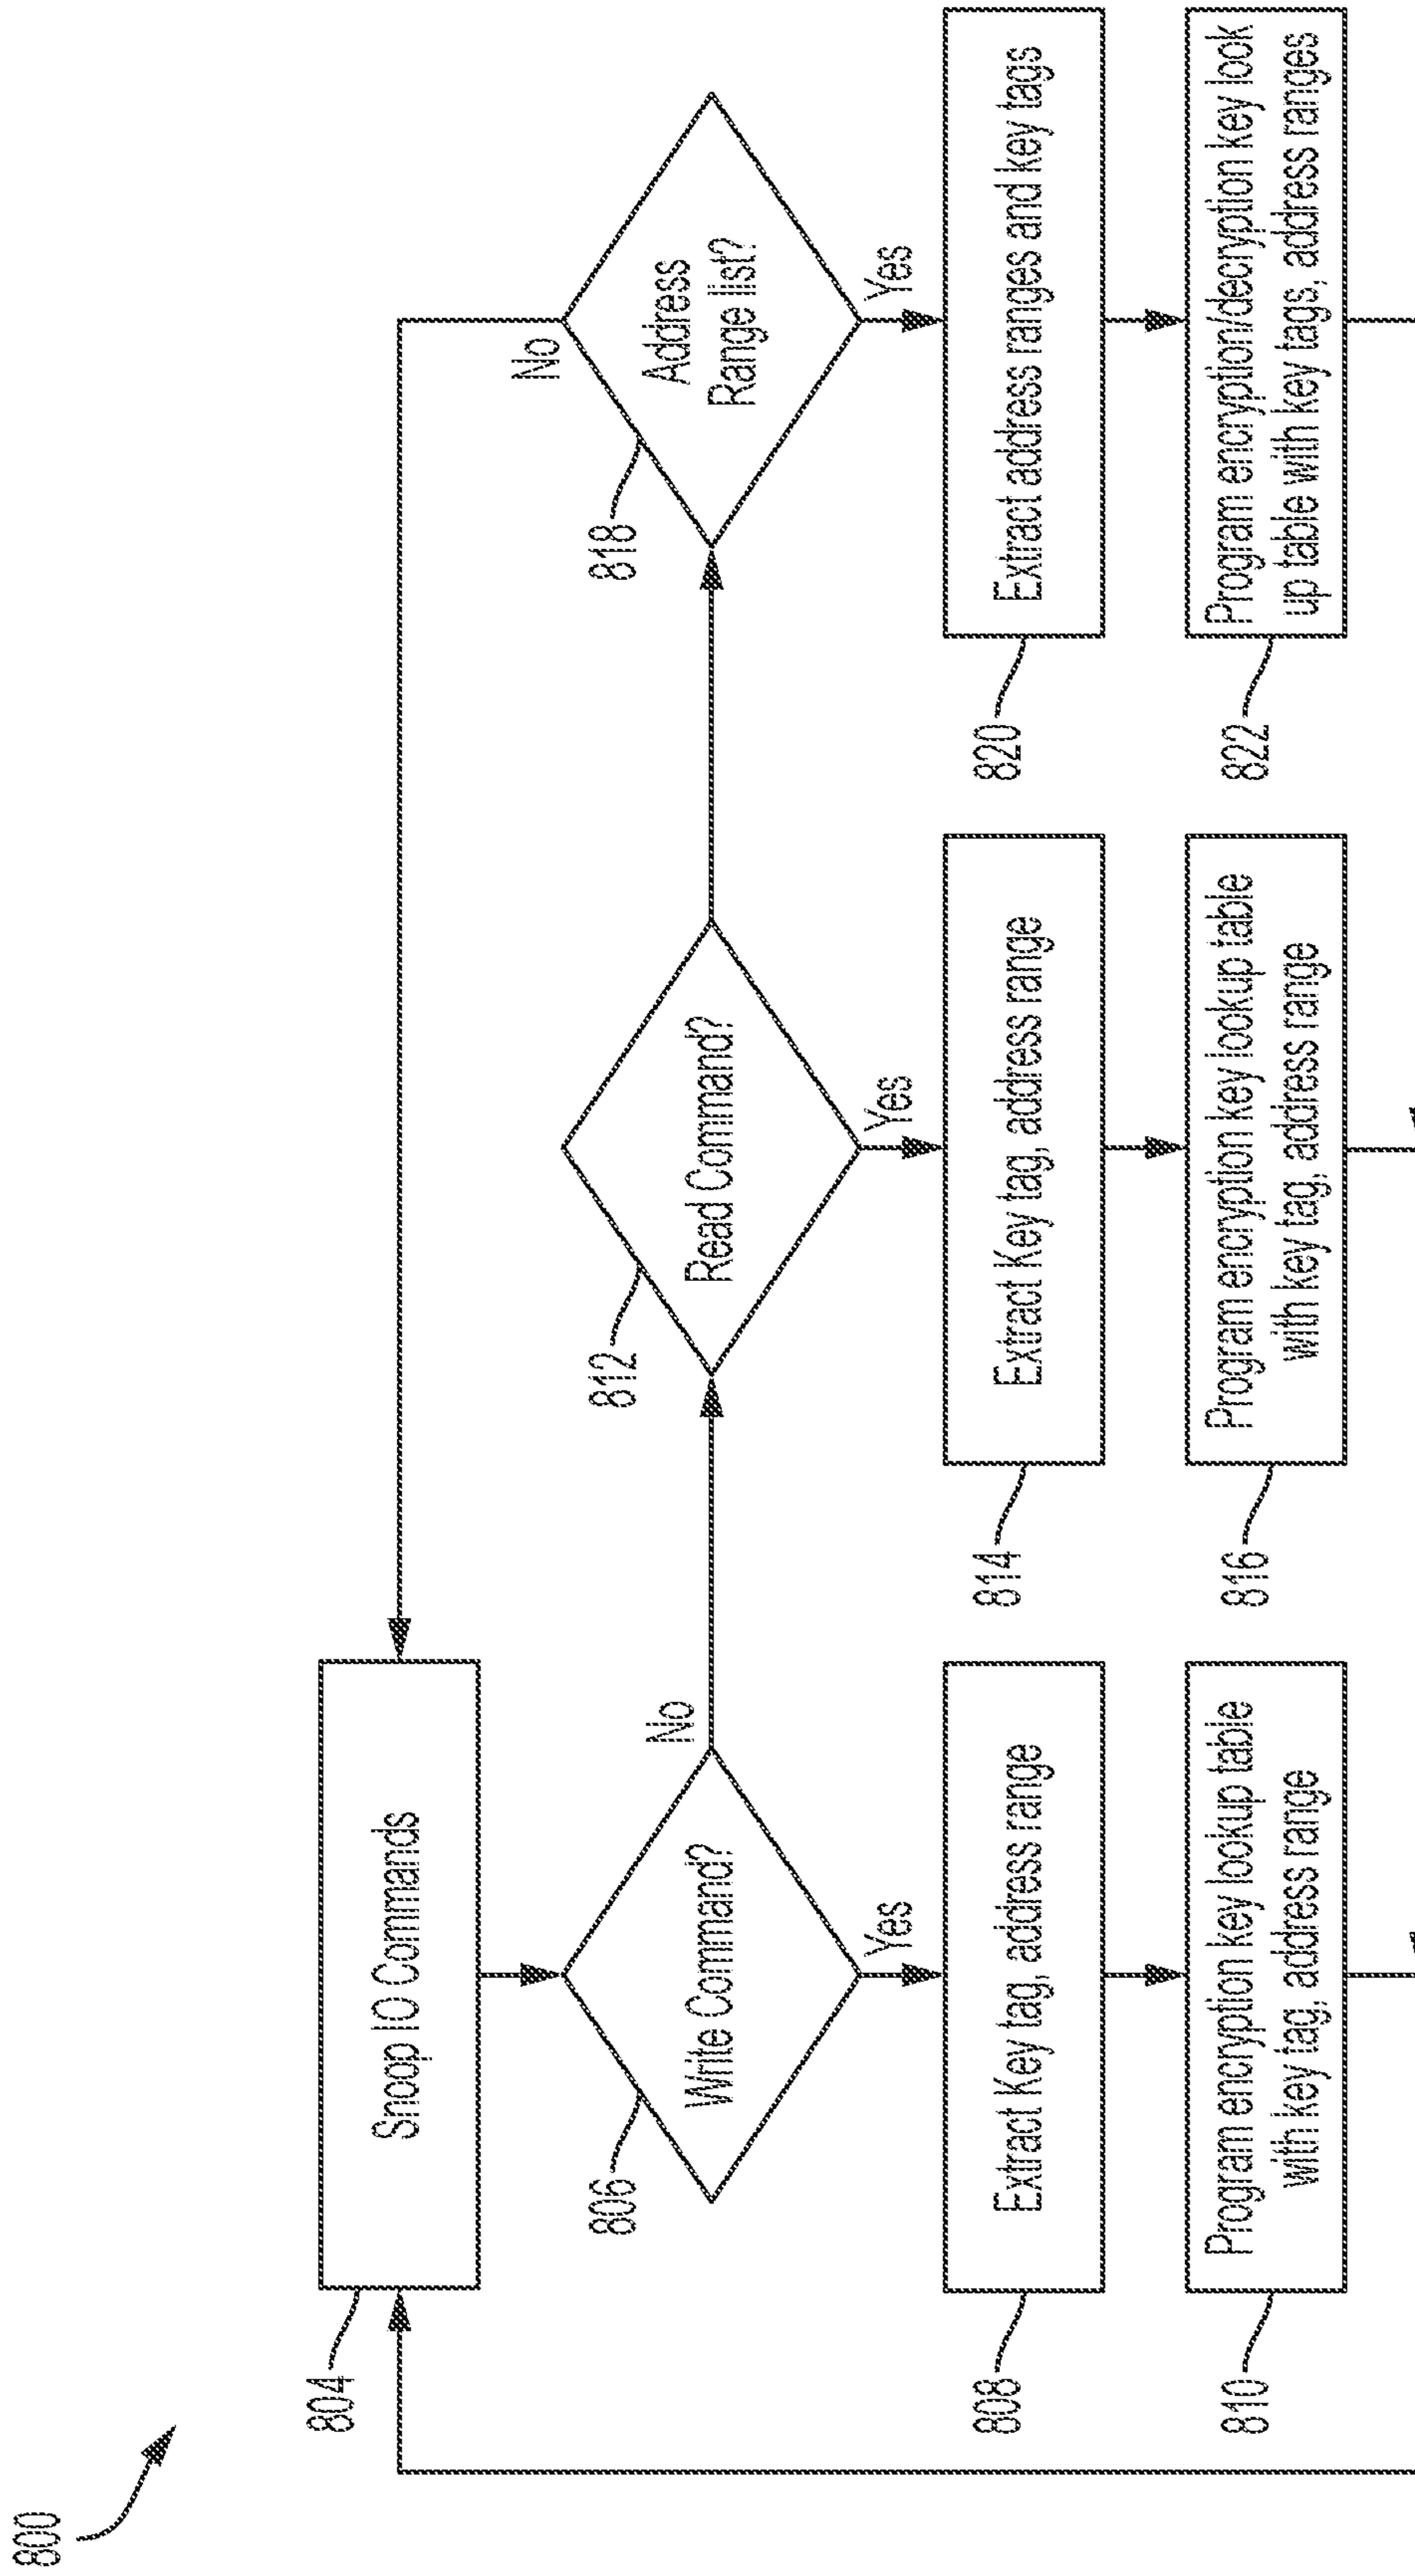 800
804
Snoop IO Commands
806
Write Command?
No
Yes
812
Read Command?
Yes
818
Address
Range list?
No
Yes
808
Extract Key tag, address range
814
Extract Key tag, address range
820
Extract address ranges and key tags
810
Program encryption key lookup table
with key tag, address range
816
Program encryption key lookup table
with key tag, address range
822
Program encryption/decryption key look
up table with key tags, address ranges